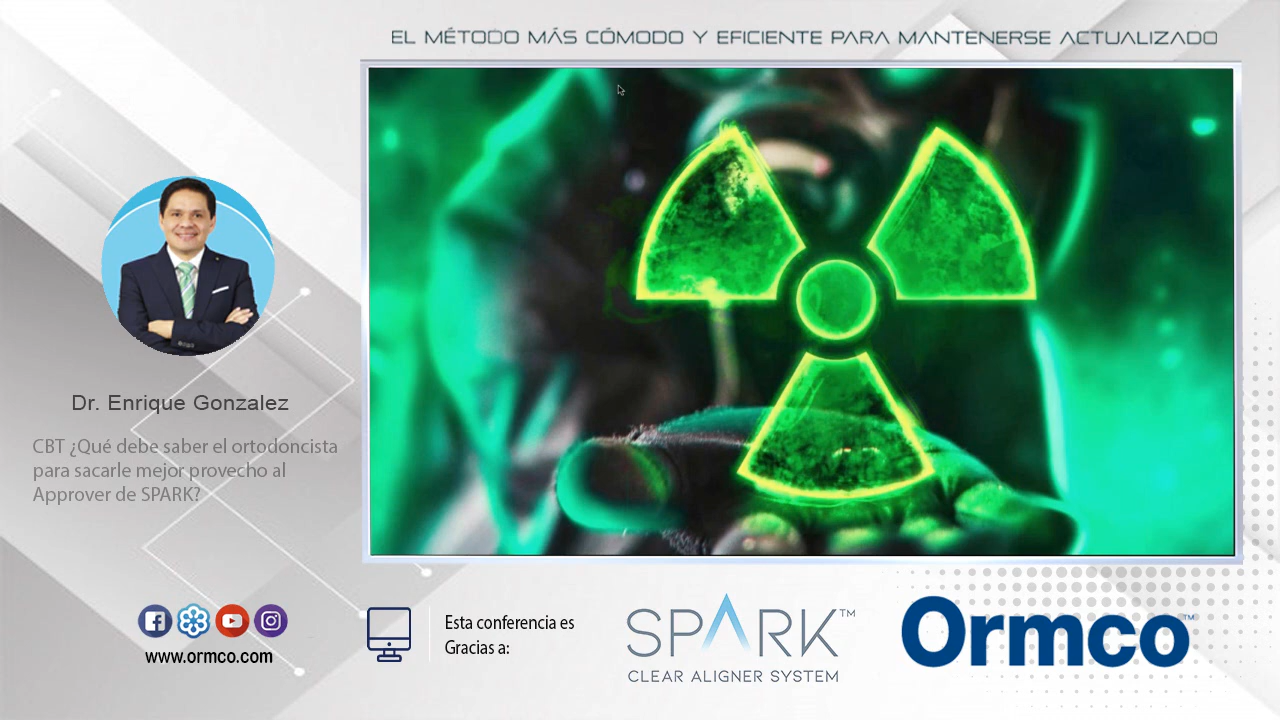 EL MÉTODO MÁS CÓMODO Y EFICIENTE PARA MANTENERSE ACTUALIZADO
Dr. Enrique Gonzalez
CBT ¿Qué debe saber el ortodoncista
para sacarle mejor provecho al
Approver de SPARK?
www.ormco.com
Esta conferencia es
Gracias a:
SPARK™
CLEAR ALIGNER SYSTEM
Ormco™